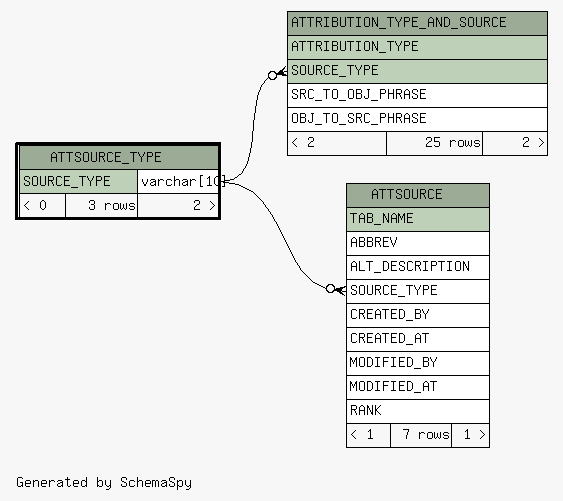 ATTRIBUTION_TYPE_AND_SOURCE
ATTRIBUTION_TYPE
SOURCE_TYPE
SRC_TO_OBJ_PHRASE
OBJ_TO_SRC_PHRASE
< 2 25 rows 2 >
ATTSOURCE_TYPE
SOURCE_TYPE varchar[10]
< 0 3 rows 2 >
ATTSOURCE
TAB_NAME
ABBREV
ALT_DESCRIPTION
SOURCE_TYPE
CREATED_BY
CREATED_AT
MODIFIED_BY
MODIFIED_AT
RANK
< 1 7 rows 1 >
Generated by SchemaSpy